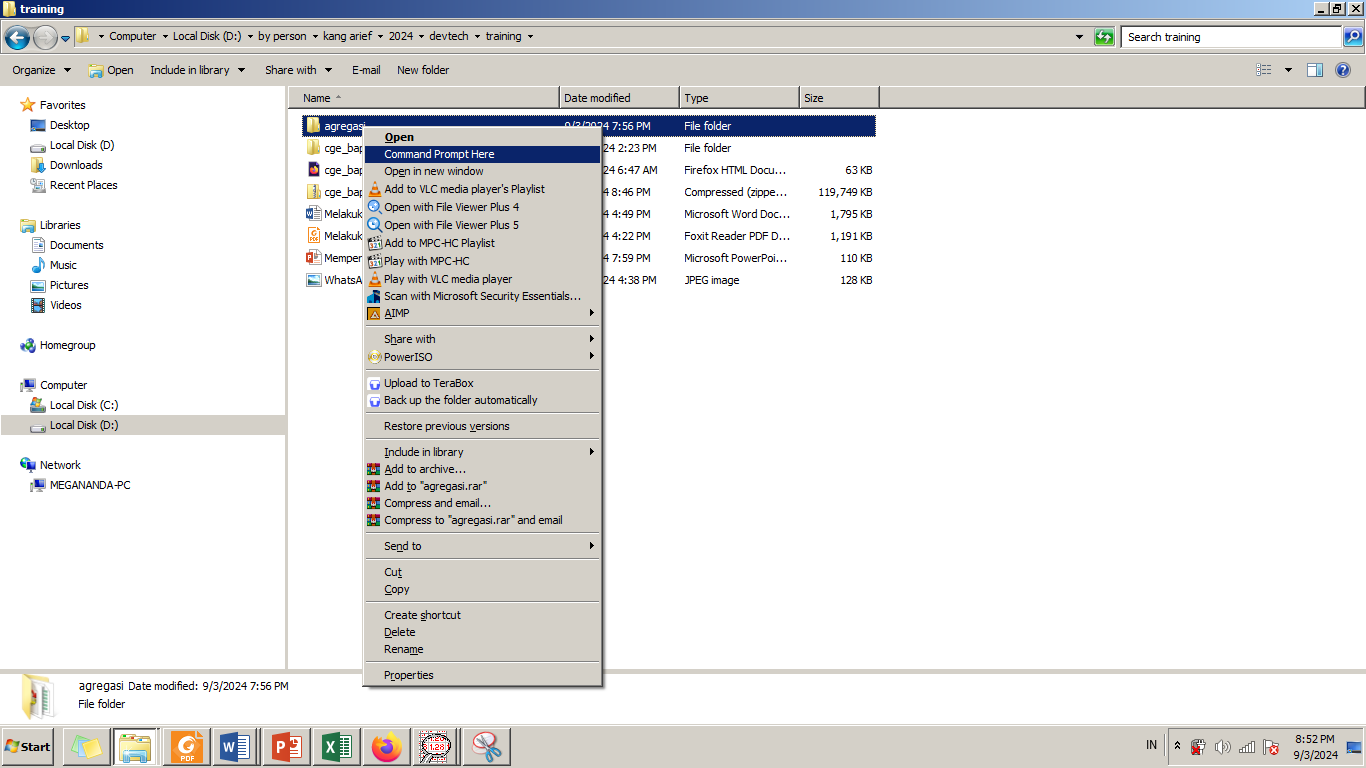 training
Computer Local Disk (D:) by person kang arief 2024 devtech training
Search training
Organize Open Include in library Share with E-mail New folder
Name Date modified Type Size
Favorites
Desktop
Local Disk (D)
Downloads
Recent Places
Libraries
Documents
Music
Pictures
Videos
Homegroup
Computer
Local Disk (C:)
Local Disk (D:)
Network
MEGANANDA-PC
agregasi 9/3/2024 7:56 PM File folder
cge_bap 24 2:23 PM File folder
cge_bap 24 6:47 AM Firefox HTML Docu... 63 KB
cge_bap 24 8:46 PM Compressed (zippe... 119,749 KB
Melakuk 24 4:49 PM Microsoft Word Doc... 1,795 KB
Melakuk 24 4:22 PM Foxit Reader PDF D... 1,191 KB
Memper 24 7:59 PM Microsoft PowerPoi... 110 KB
WhatsA 24 4:38 PM JPEG image 128 KB
Open
Command Prompt Here
Open in new window
Add to VLC media player's Playlist
Open with File Viewer Plus 4
Open with File Viewer Plus 5
Add to MPC-HC Playlist
Play with MPC-HC
Play with VLC media player
Scan with Microsoft Security Essentials...
AIMP
Share with
PowerISO
Upload to TeraBox
Back up the folder automatically
Restore previous versions
Include in library
Add to archive...
Add to "agregasi.rar"
Compress and email...
Compress to "agregasi.rar" and email
Send to
Cut
Copy
Create shortcut
Delete
Rename
Properties
agregasi Date modified: 9/3/2024 7:56 PM
File folder
Start
PDF
IN
8:52 PM
9/3/2024